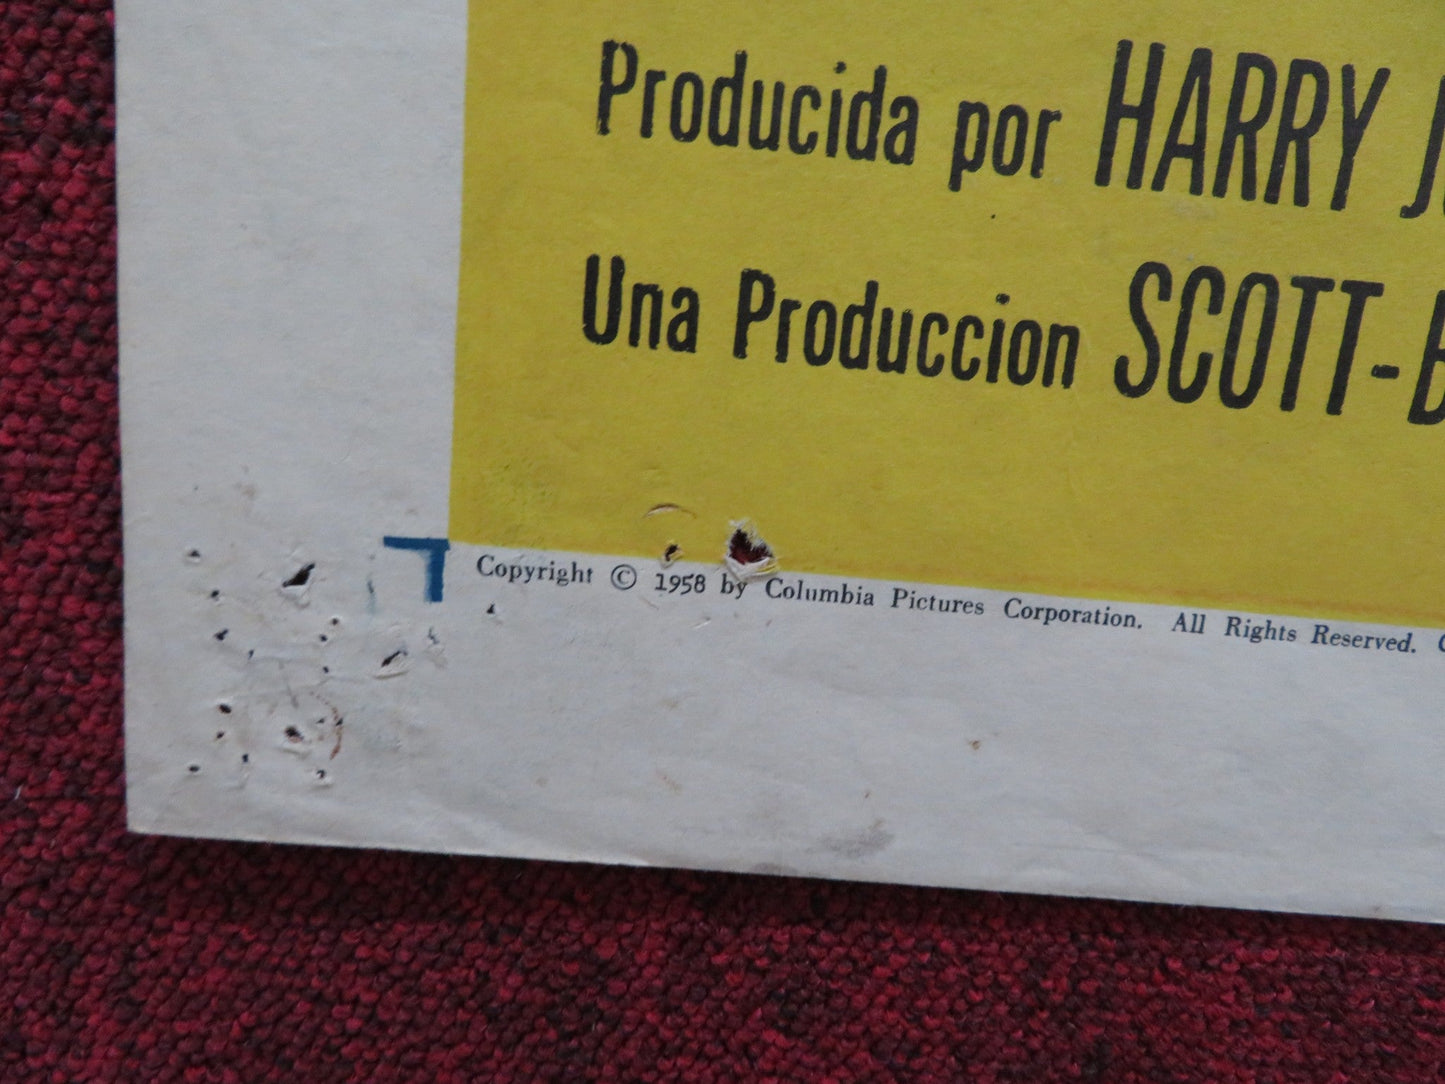 Producida por HARRY
Una Produccion SCOTT-B
Copyright © 1958 by Columbia Pictures Corporation. All Rights Reserved.